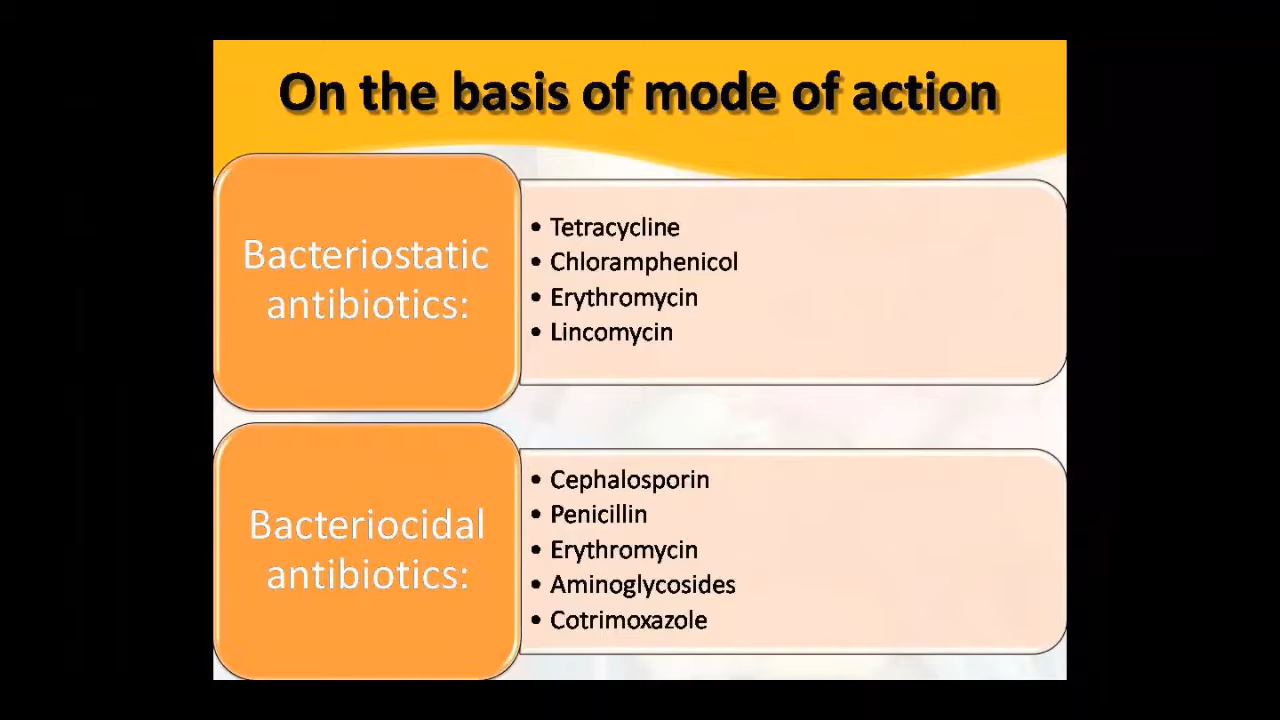 On the basis of mode of action
Bacteriostatic
antibiotics:
• Tetracycline
• Chloramphenicol
• Erythromycin
• Lincomycin
Bacteriocidal
antibiotics:
• Cephalosporin
• Penicillin
• Erythromycin
• Aminoglycosides
• Cotrimoxazole